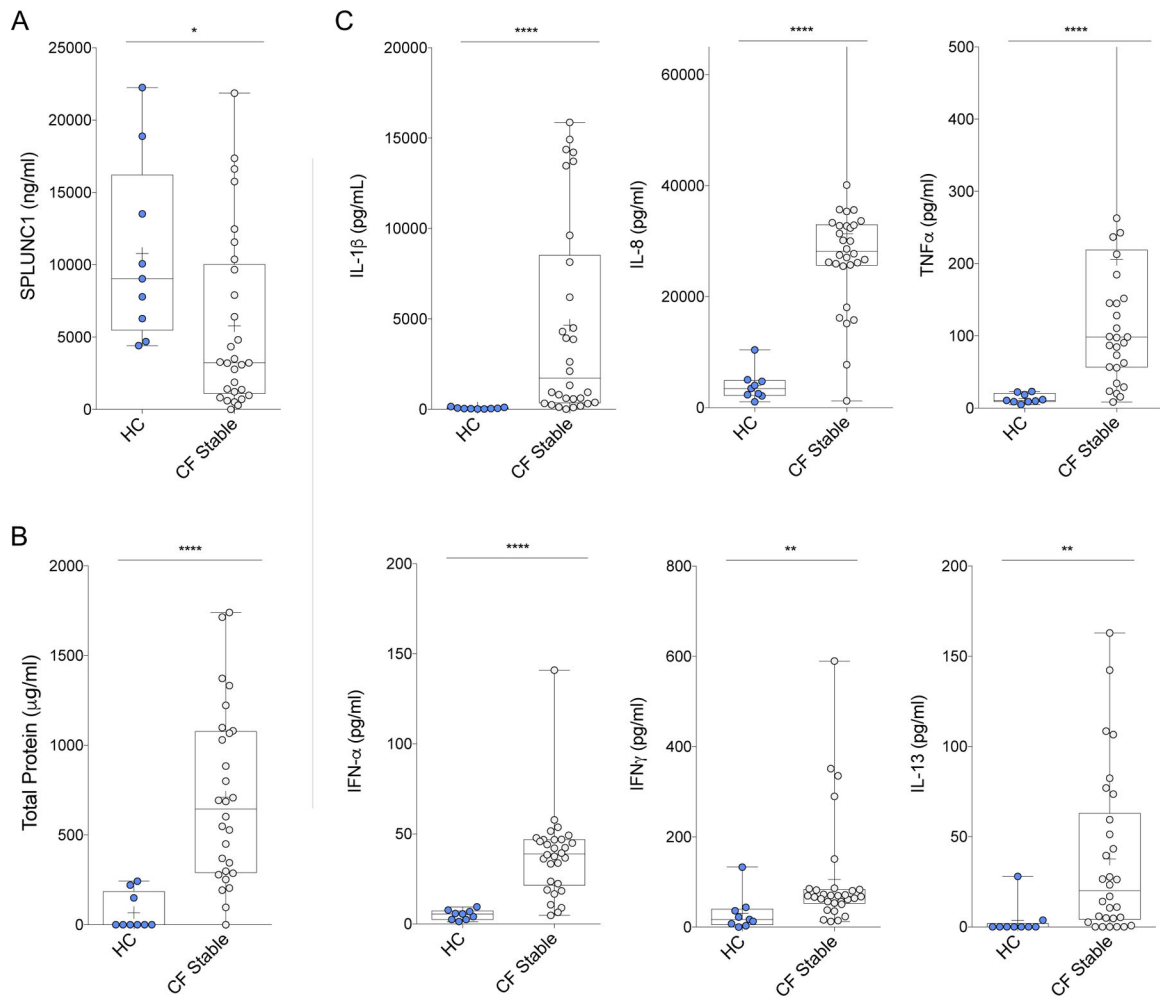 A
*
SPLUNC1 (ng/ml)
25000
20000
15000
10000
5000
0
HC
CF Stable
C
****
IL-1β (pg/mL)
20000
15000
10000
5000
0
HC
CF Stable
****
IL-8 (pg/ml)
60000
40000
20000
0
HC
CF Stable
****
TNFα (pg/ml)
500
400
300
200
100
0
HC
CF Stable
B
****
Total Protein (μg/ml)
2000
1500
1000
500
0
HC
CF Stable
****
IFN-α (pg/ml)
200
150
100
50
0
HC
CF Stable
**
IFNγ (pg/ml)
800
600
400
200
0
HC
CF Stable
**
IL-13 (pg/ml)
200
150
100
50
0
HC
CF Stable